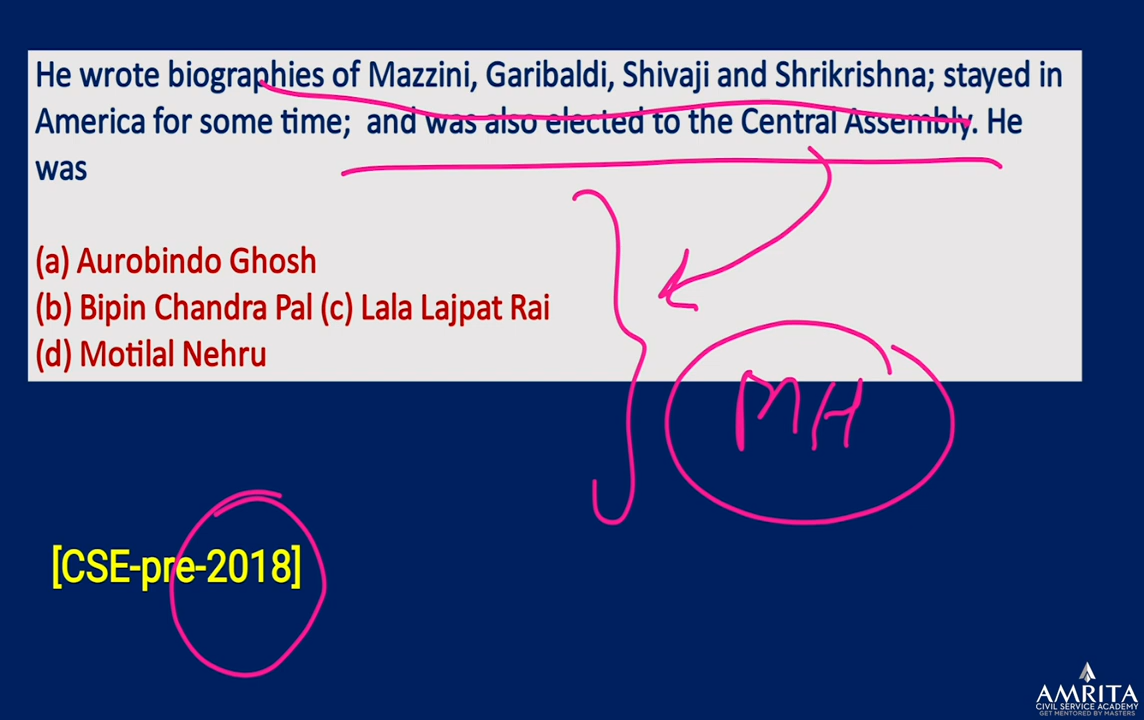 He wrote biographies of Mazzini, Garibaldi, Shivaji and Shrikrishna; stayed in
America for some time; and was also elected to the Central Assembly. He
was
(a) Aurobindo Ghosh
(b) Bipin Chandra Pal (c) Lala Lajpat Rai
(d) Motilal Nehru
MH
[CSE-pre-2018]
AMRITA
CIVIL SERVICE ACADEMY
GET MENTORED BY MASTERS